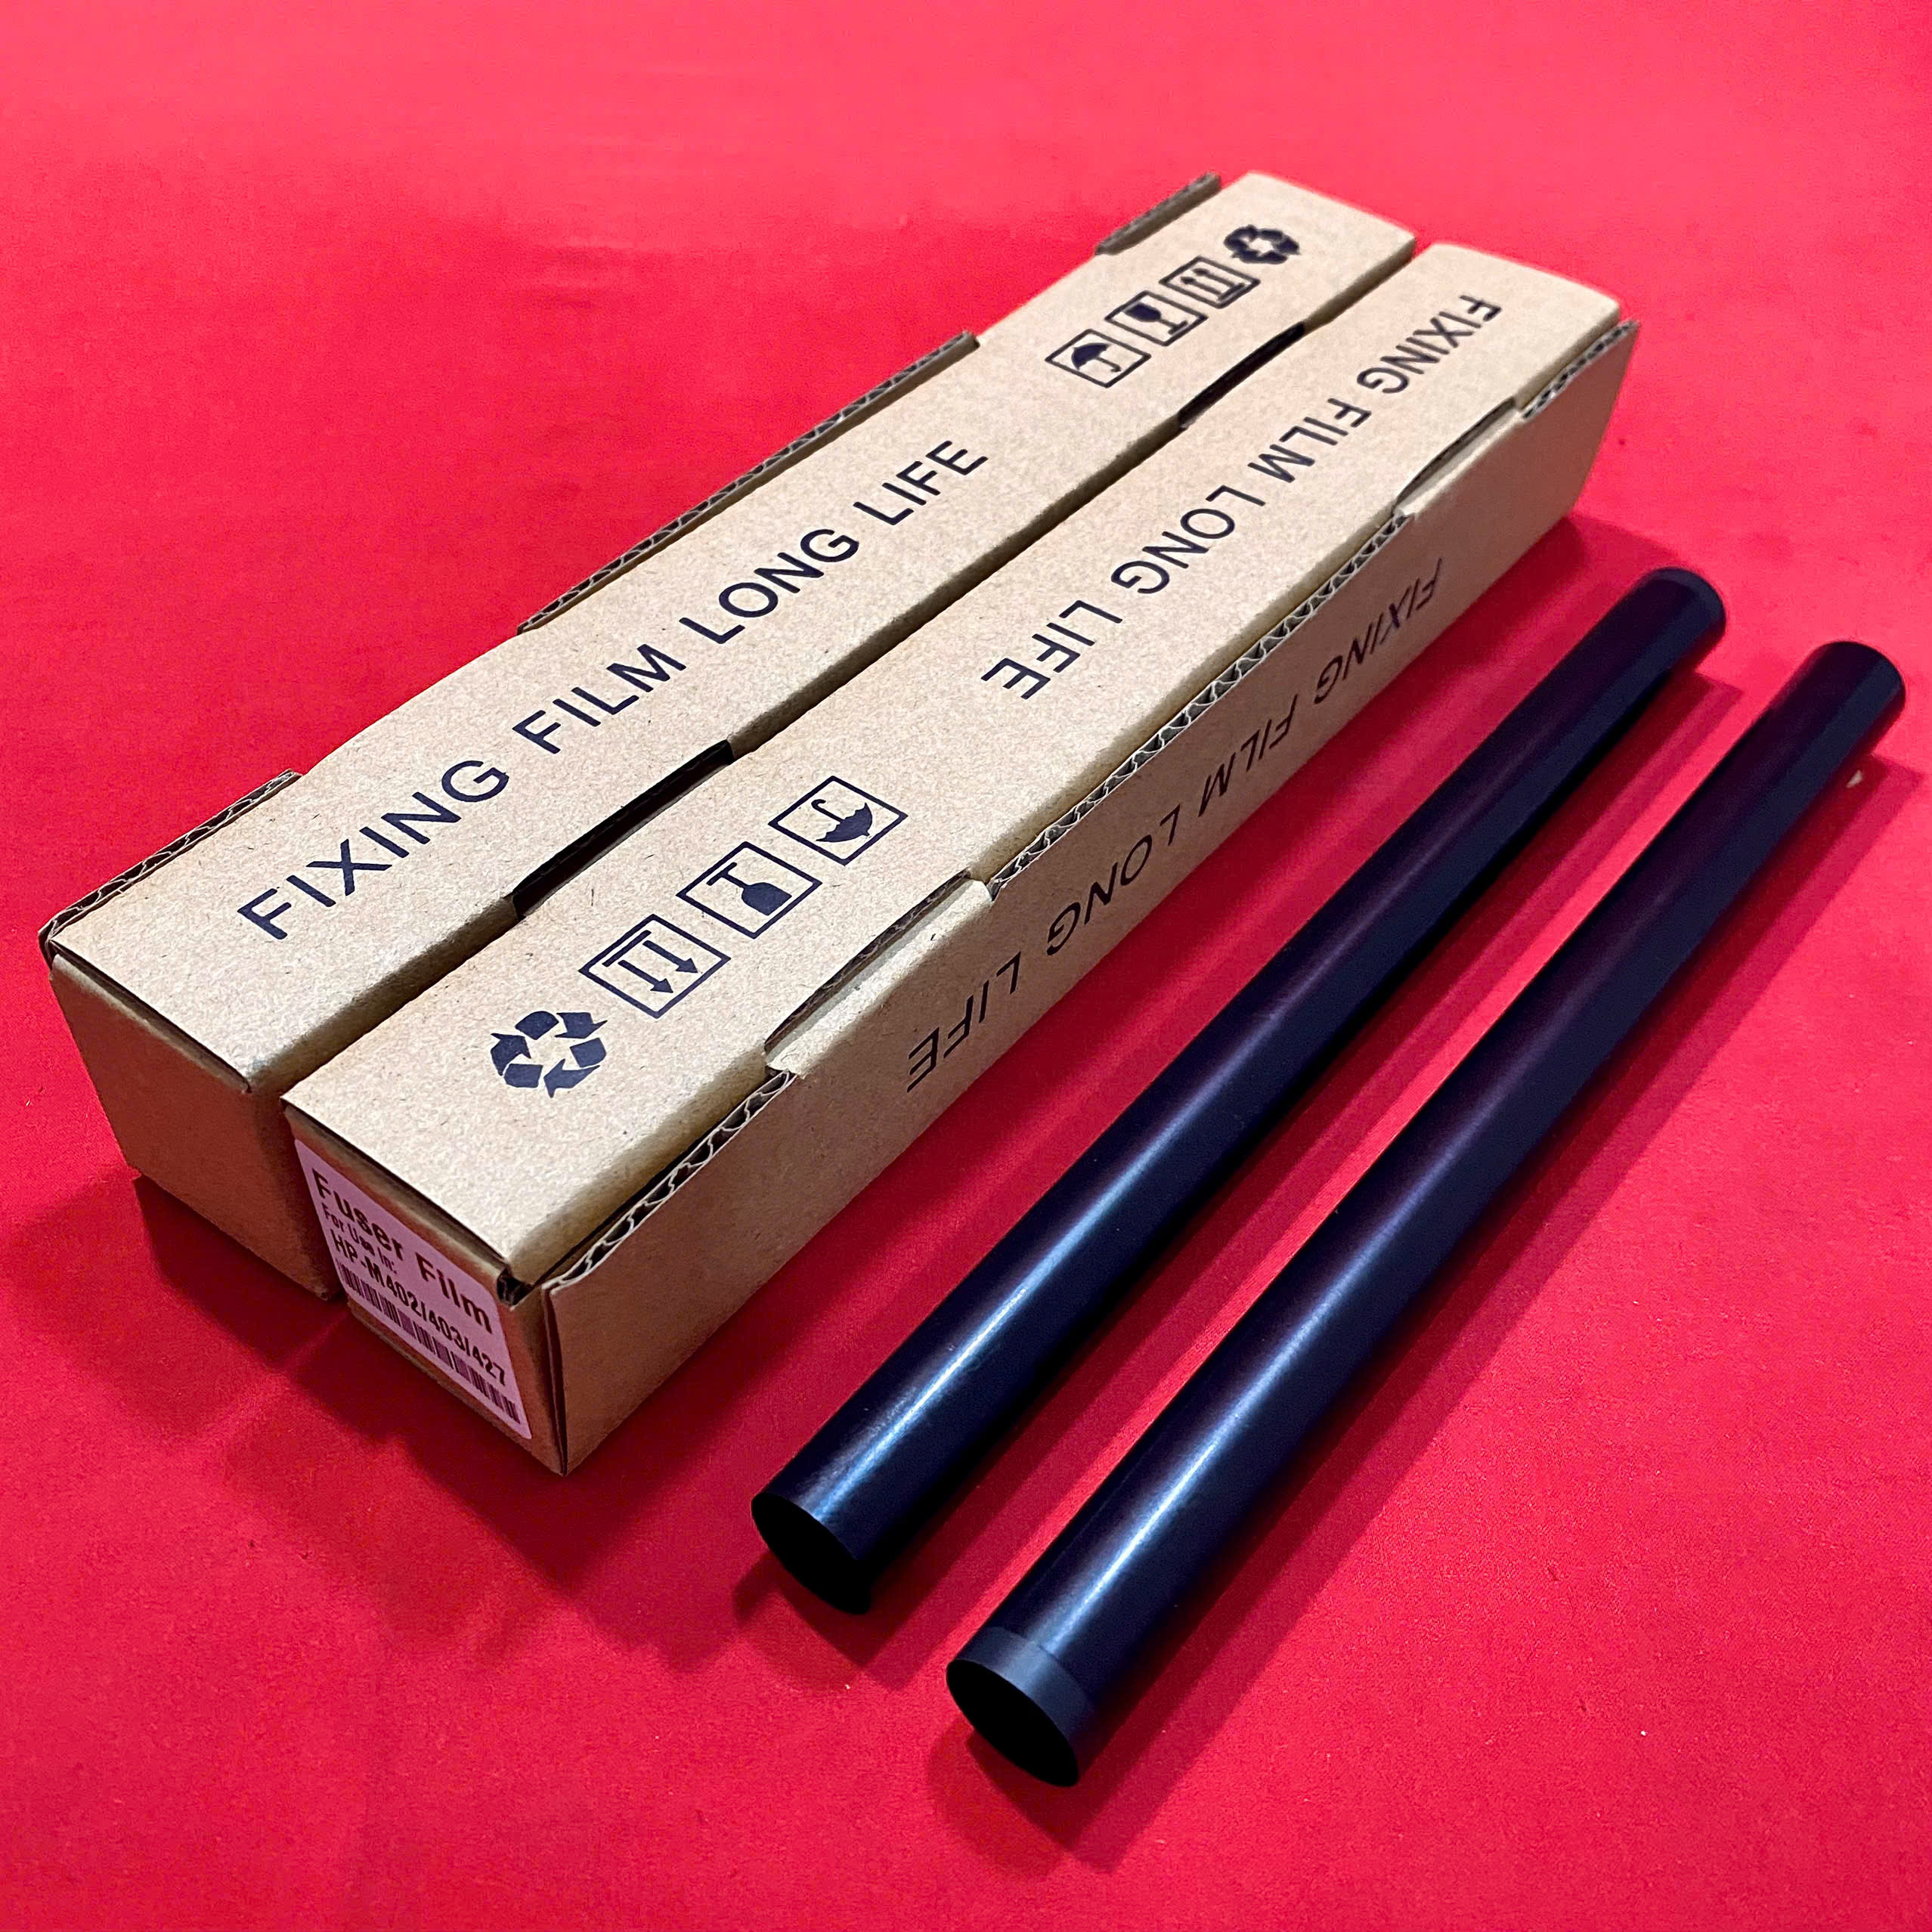 FIXING FILM LONG LIFE
FIXING FILM LONG LIFE
FIXING FILM LONG LIFE
Fuser Film
For Use in:
HP-M402/403/427